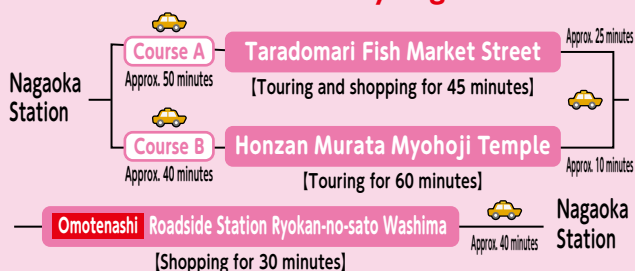 Course A
Taradomari Fish Market Street
Approx. 25 minutes
Approx. 50 minutes
【Touring and shopping for 45 minutes】
Nagaoka
Station
Course B
Honzan Murata Myohoji Temple
Approx. 10 minutes
Approx. 40 minutes
【Touring for 60 minutes】
Omotenashi Roadside Station Ryokan-no-sato Washima
Approx. 40 minutes
Nagaoka
Station
【Shopping for 30 minutes】